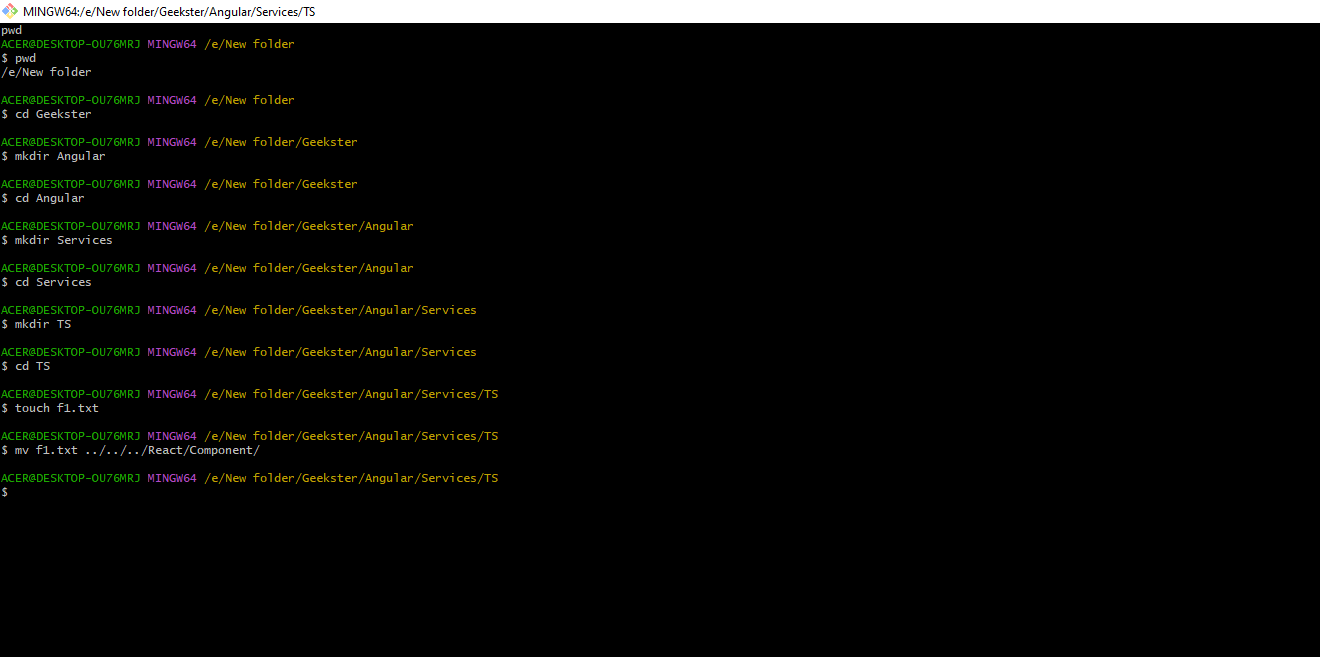 MINGW64:/e/New folder/Geekster/Angular/Services/TS
pwd
ACER@DESKTOP-OU76MRJ MINGW64 /e/New folder
$ pwd
/e/New folder
ACER@DESKTOP-OU76MRJ MINGW64 /e/New folder
$ cd Geekster
ACER@DESKTOP-OU76MRJ MINGW64 /e/New folder/Geekster
$ mkdir Angular
ACER@DESKTOP-OU76MRJ MINGW64 /e/New folder/Geekster
$ cd Angular
ACER@DESKTOP-OU76MRJ MINGW64 /e/New folder/Geekster/Angular
$ mkdir Services
ACER@DESKTOP-OU76MRJ MINGW64 /e/New folder/Geekster/Angular
$ cd Services
ACER@DESKTOP-OU76MRJ MINGW64 /e/New folder/Geekster/Angular/Services
$ mkdir TS
ACER@DESKTOP-OU76MRJ MINGW64 /e/New folder/Geekster/Angular/Services
$ cd TS
ACER@DESKTOP-OU76MRJ MINGW64 /e/New folder/Geekster/Angular/Services/TS
$ touch f1.txt
ACER@DESKTOP-OU76MRJ MINGW64 /e/New folder/Geekster/Angular/Services/TS
$ mv f1.txt ../../../React/Component/
ACER@DESKTOP-OU76MRJ MINGW64 /e/New folder/Geekster/Angular/Services/TS
$